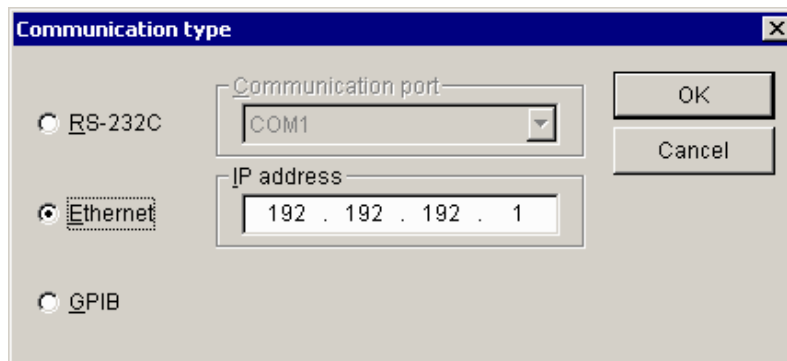 Communication type
Communication port
RS-232C
COM1
OK
Cancel
IP address
Ethernet
192 . 192 . 192 . 1
GPIB